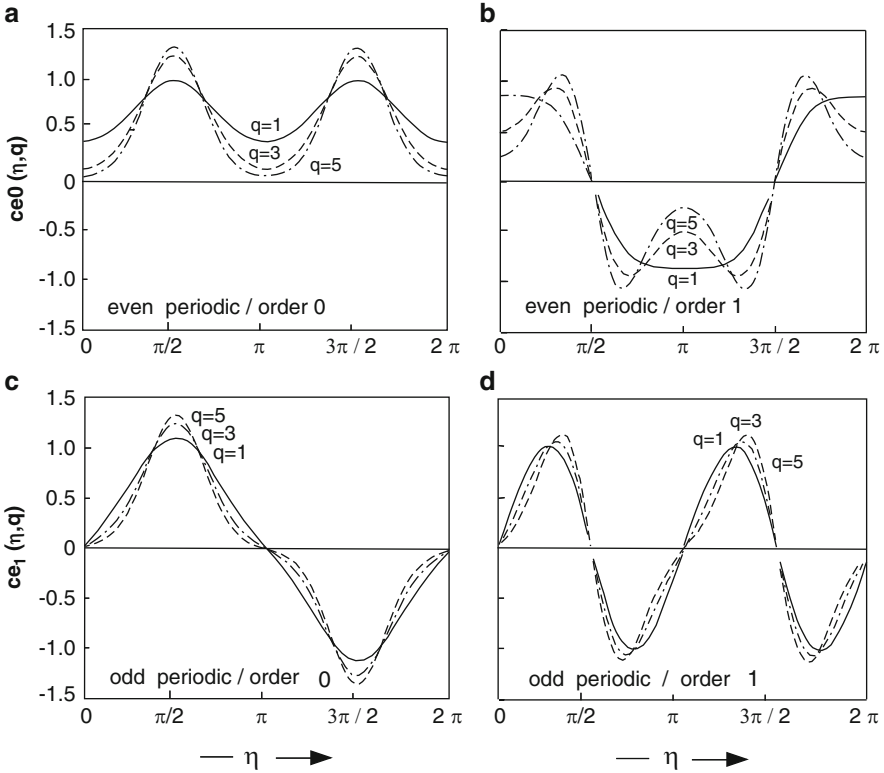 a
1.5
1.0
0.5
0
-0.5
-1.0
-1.5
ce0 (η,q)
q=1
q=3
q=5
even periodic / order 0
0 π/2 π 3π / 2 2 π
b
q=5
q=3
q=1
even periodic / order 1
0 π/2 π 3π / 2 2 π
c
1.5
1.0
0.5
0
-0.5
-1.0
-1.5
ce1 (η,q)
q=5
q=3
q=1
odd periodic / order 0
0 π/2 π 3π / 2 2 π
η
d
q=3
q=1
q=5
odd periodic / order 1
0 π/2 π 3π / 2 2 π
η